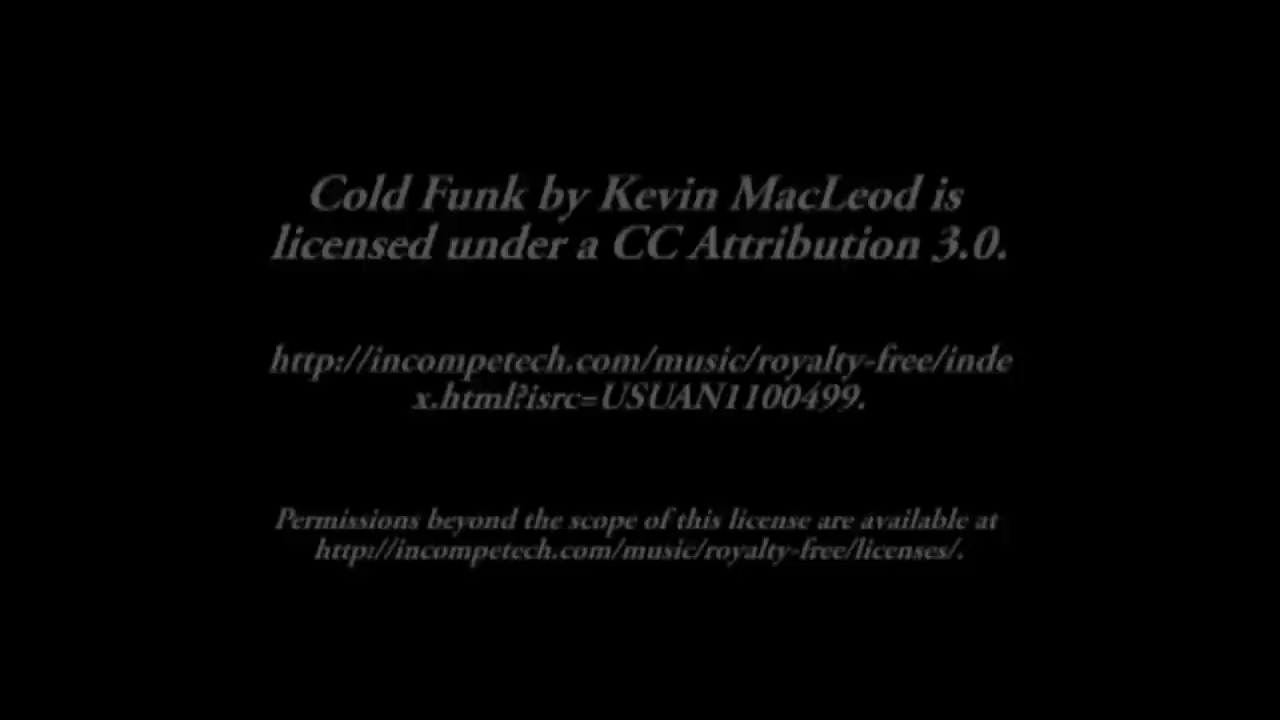 Cold Funk by Kevin MacLeod is
licensed under a CC Attribution 3.0.
http://incompetech.com/music/royalty-free/inde
x.html?isrc=USUAN1100499.
Permissions beyond the scope of this license are available at
http://incompetech.com/music/royalty-free/licenses/.